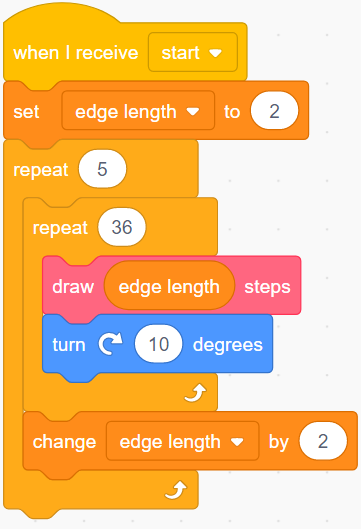 when I receive start
set edge length to 2
repeat 5
repeat 36
draw edge length steps
turn 10 degrees
change edge length by 2